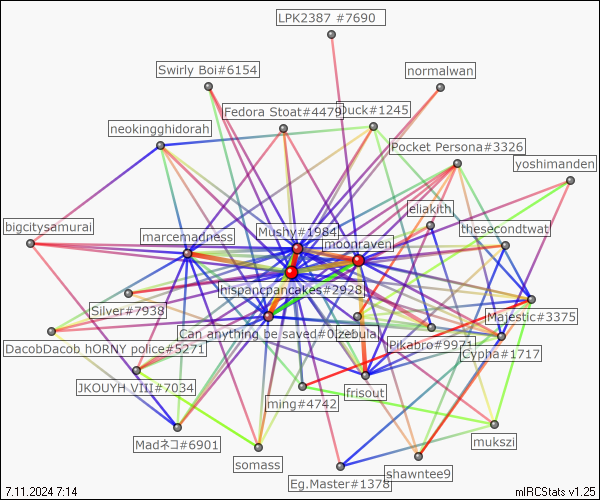 LPK2387 #7690
Swirly Boi#6154
normalwan
Fedora Stoat#4479
Duck#1245
neokingghidorah
Pocket Persona#3326
yoshimanden
eliakith
bigcitysamurai
marcemadness
Mushy#1984
moonraven
thesecondtwat
hispancpancakes#2928
Silver#7938
Majestic#3375
Can anything be saved#0
zebulal
Pikabro#9971
DacobDacob hORNY police#5271
Cypha#1717
JKOUYH VIII#7034
frisout
ming#4742
Madネコ#6901
mukszi
somass
shawntee9
Eg.Master#1378
7.11.2024 7:14
mIRCStats v1.25